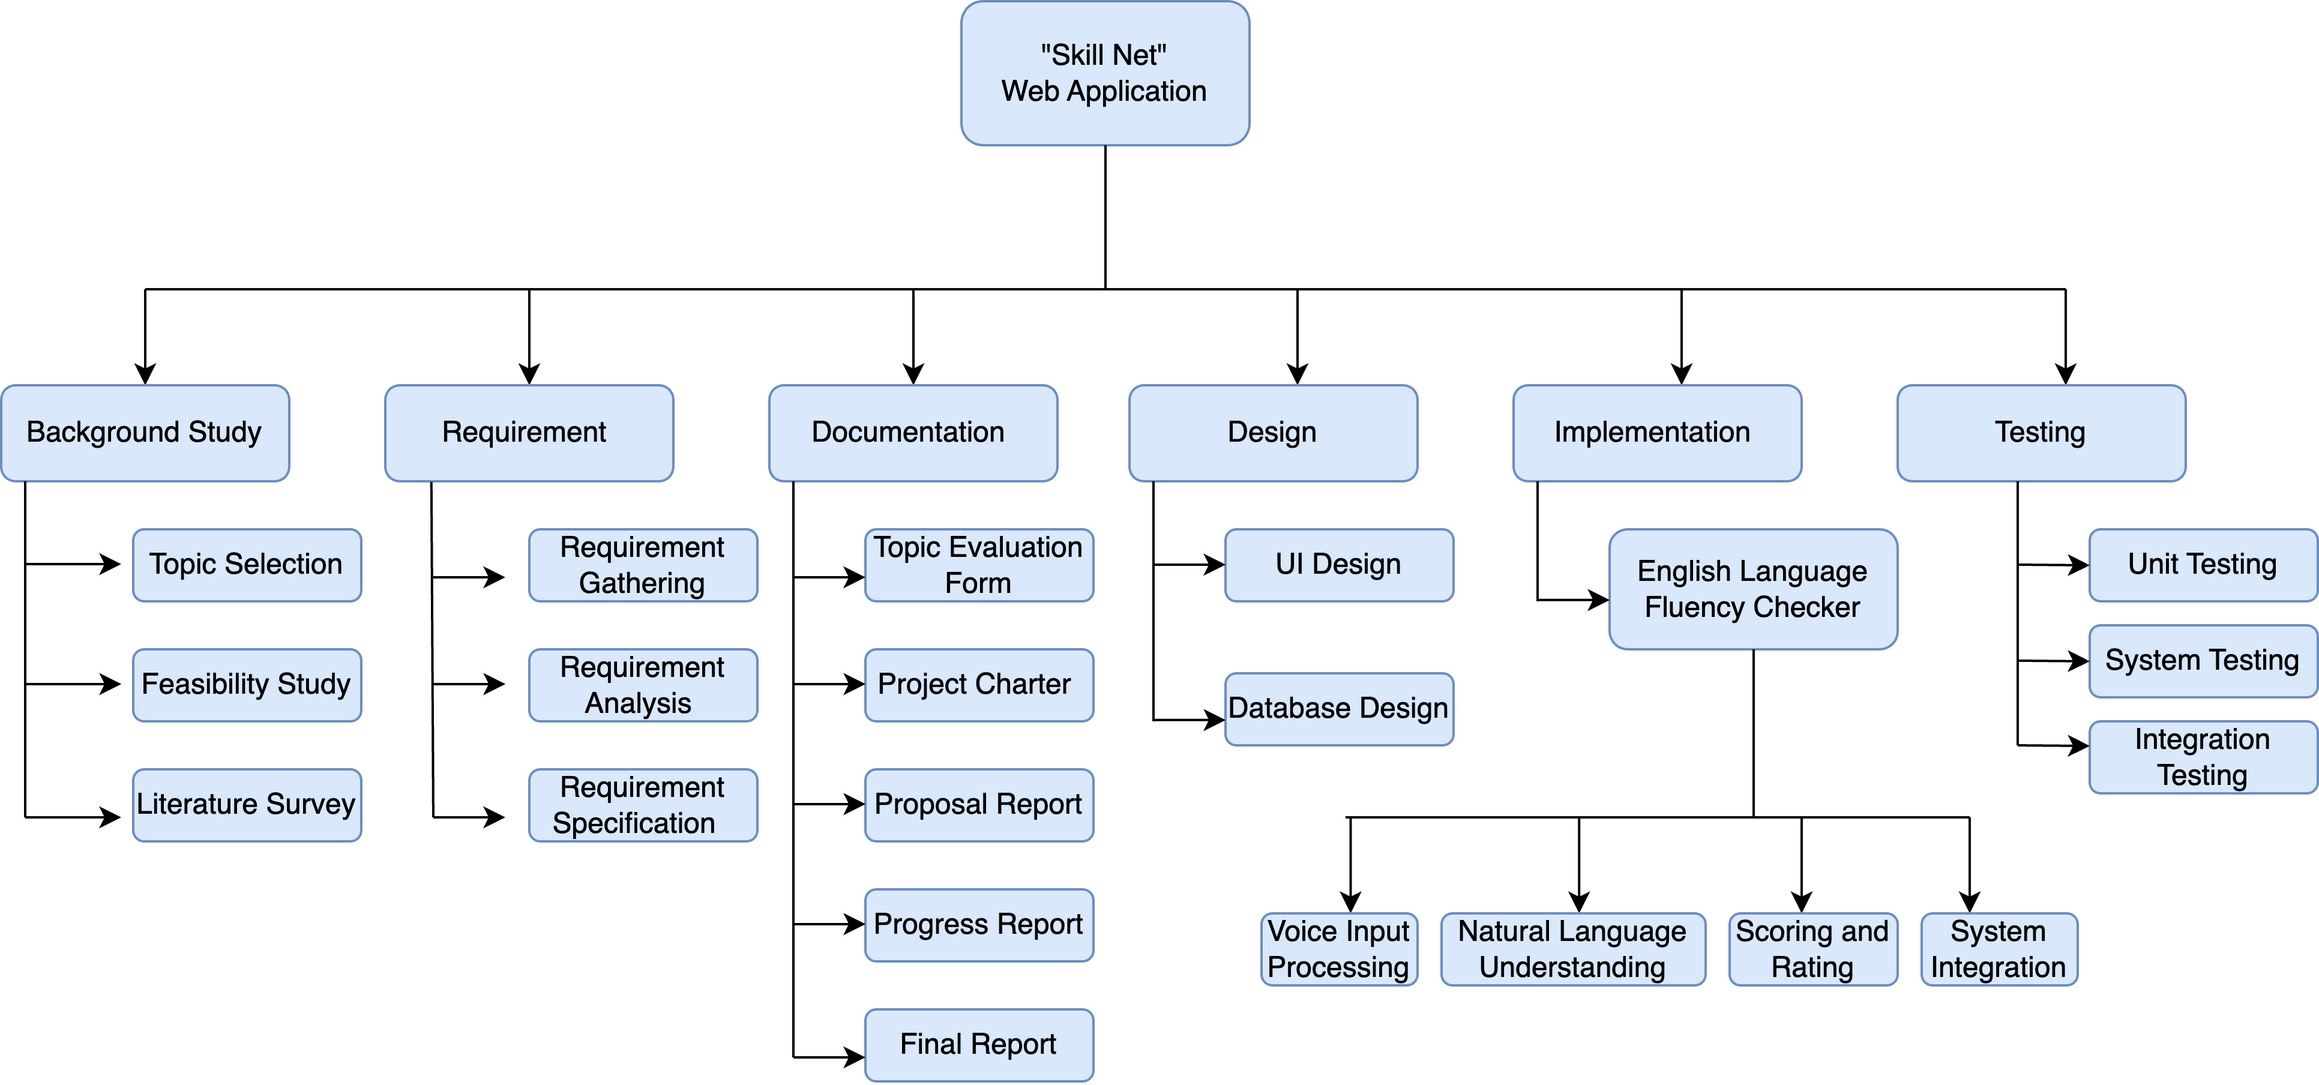 "Skill Net"
Web Application
Background Study
Requirement
Documentation
Design
Implementation
Testing
Topic Selection
Feasibility Study
Literature Survey
Requirement
Gathering
Requirement
Analysis
Requirement
Specification
Topic Evaluation
Form
Project Charter
Proposal Report
Progress Report
Final Report
UI Design
Database Design
English Language
Fluency Checker
Voice Input
Processing
Natural Language
Understanding
Scoring and
Rating
System
Integration
Unit Testing
System Testing
Integration
Testing